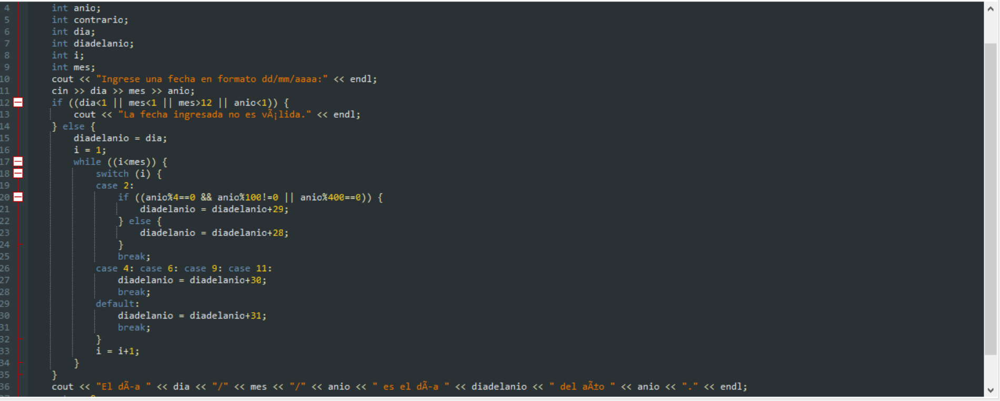 4 int anio;
5 int contrario;
6 int dia;
7 int diadelanio;
8 int i;
9 int mes;
10 cout << "Ingrese una fecha en formato dd/mm/aaaa:" << endl;
11 cin >> dia >> mes >> anio;
12 if ((dia<1 || mes<1 || mes>12 || anio<1)) {
13 cout << "La fecha ingresada no es vÃ¡lida." << endl;
14 } else {
15 diadelanio = dia;
16 i = 1;
17 while ((i<mes)) {
18 switch (i) {
19 case 2:
20 if ((anio%4==0 && anio%100!=0 || anio%400==0)) {
21 diadelanio = diadelanio+29;
22 } else {
23 diadelanio = diadelanio+28;
24 }
25 break;
26 case 4: case 6: case 9: case 11:
27 diadelanio = diadelanio+30;
28 break;
29 default:
30 diadelanio = diadelanio+31;
31 break;
32 }
33 i = i+1;
34 }
35 }
36 cout << "El dÃ-a " << dia << "/" << mes << "/" << anio << " es el dÃ-a " << diadelanio << " del aÃ±o " << anio << "." << endl;